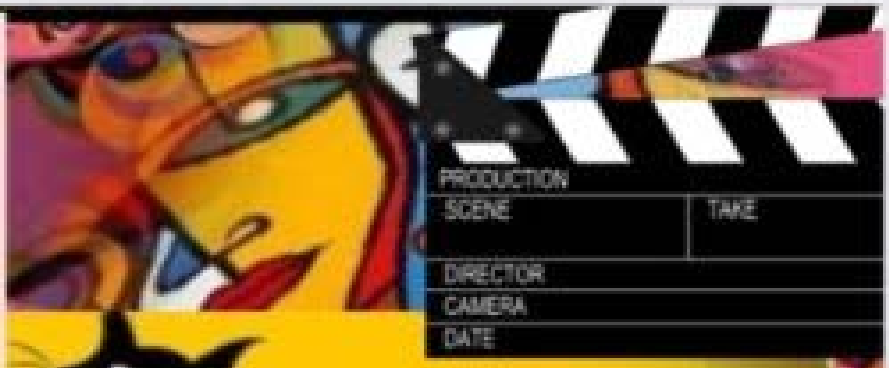 PRODUCTION
SCENE TAKE
DIRECTOR
CAMERA
DATE